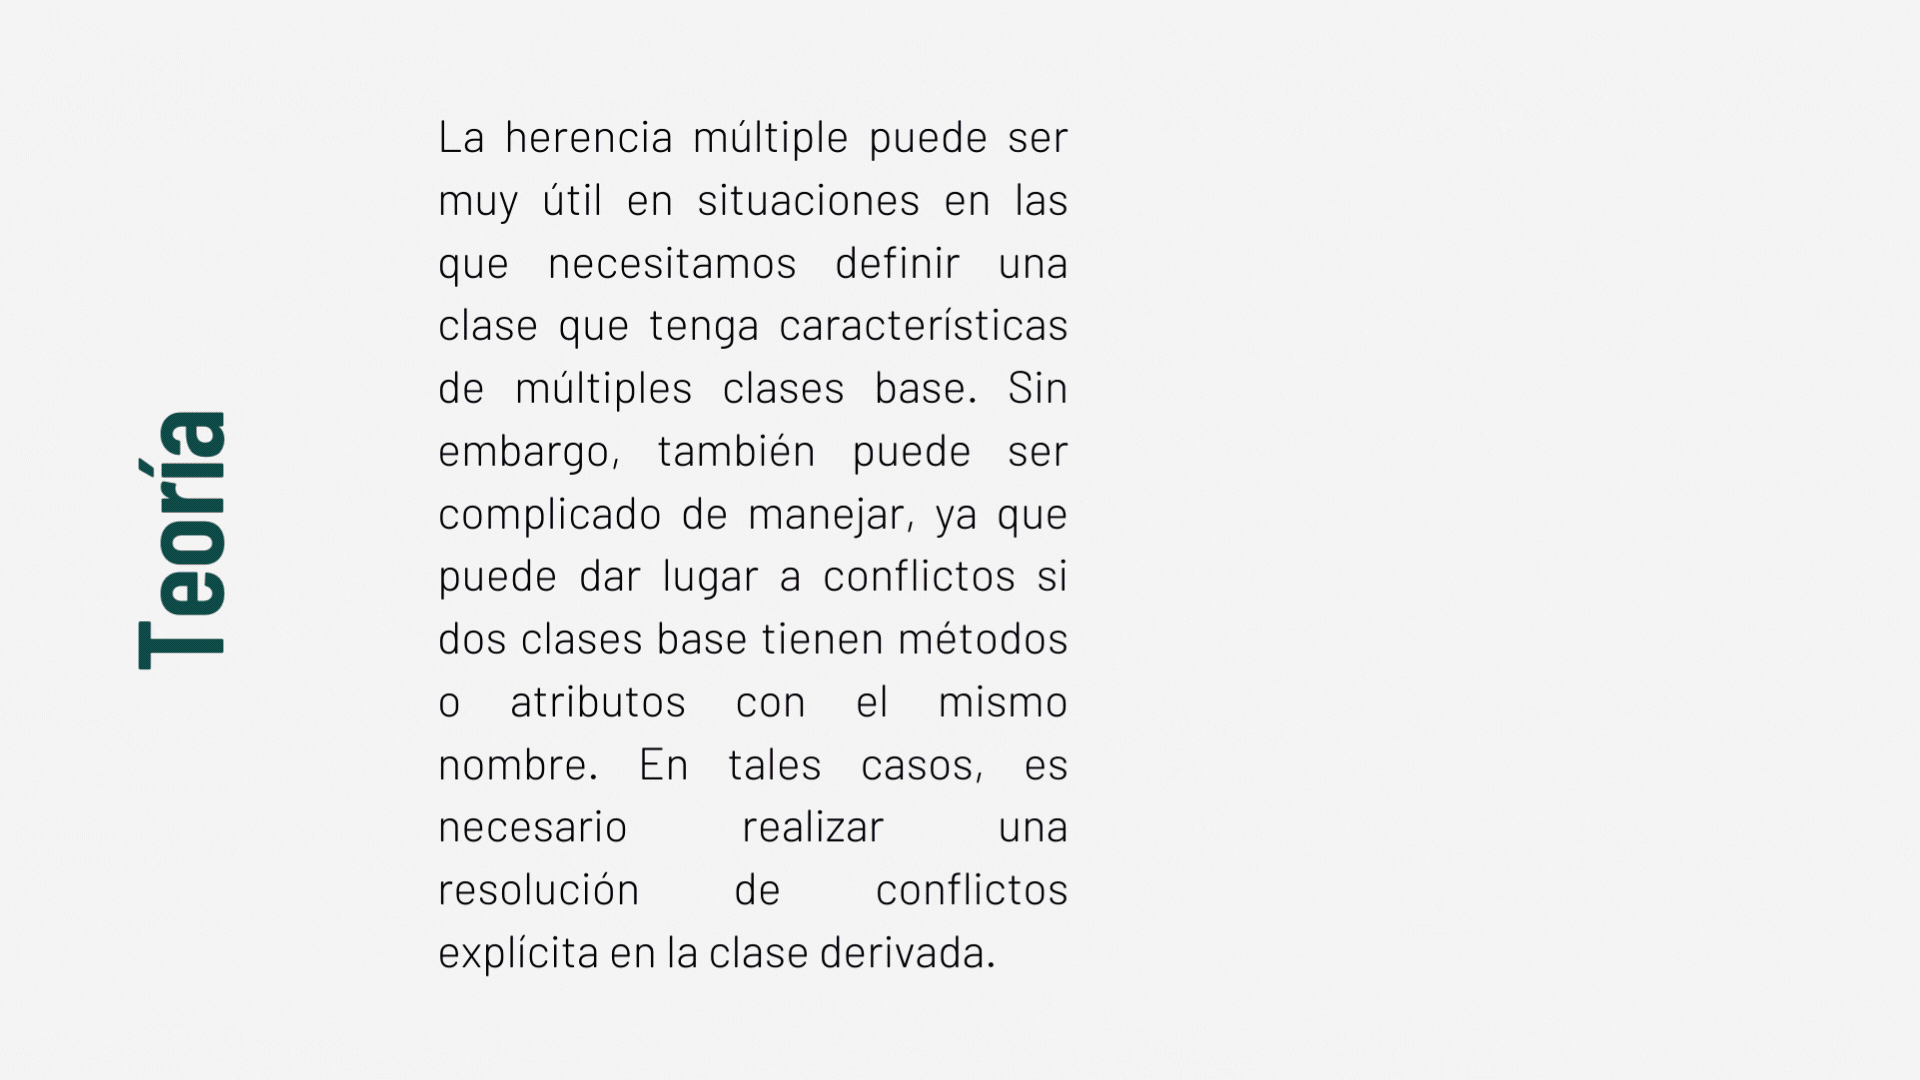 Teoría
La herencia múltiple puede ser
muy útil en situaciones en las
que necesitamos definir una
clase que tenga características
de múltiples clases base. Sin
embargo, también puede ser
complicado de manejar, ya que
puede dar lugar a conflictos si
dos clases base tienen métodos
o atributos con el mismo
nombre. En tales casos, es
necesario realizar una
resolución de conflictos
explícita en la clase derivada.